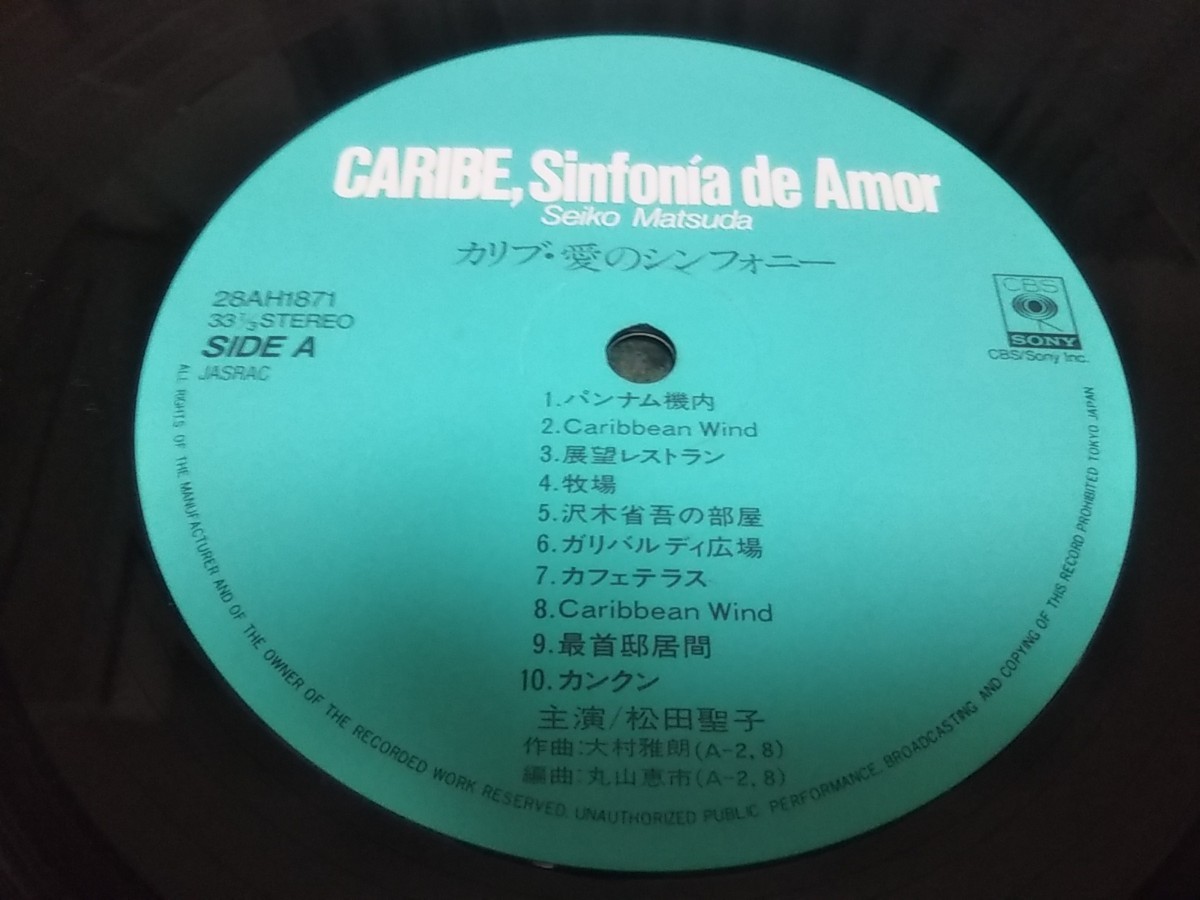 CARIBE, Sinfonía de Amor
Seiko Matsuda
カリブ・愛のシンフォニー
28AH1871
33 1/3 STEREO
SIDE A
JASRAC
CBS
SONY
CBS/Sony Inc.
1.パンナム機内
2.Caribbean Wind
3.展望レストラン
4.牧場
5.沢木省吾の部屋
6.ガリバルディ広場
7.カフェテラス
8.Caribbean Wind
9.最首邸居間
10.カンクン
主演/松田聖子
作曲:大村雅朗(A-2,8)
編曲:丸山恵市(A-2,8)
ALL RIGHTS OF THE MANUFACTURER AND OF THE OWNER OF THE RECORDED WORK RESERVED. UNAUTHORIZED PUBLIC PERFORMANCE, BROADCASTING AND COPYING OF THIS RECORD PROHIBITED TOKYO JAPAN